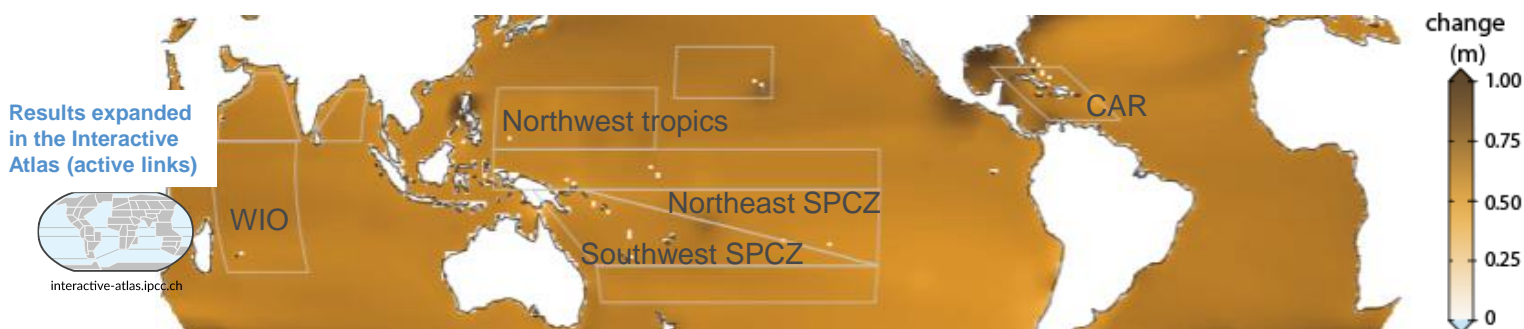 Results expanded
in the Interactive
Atlas (active links)
interactive-atlas.ipcc.ch
WIO
Northwest tropics
Northeast SPCZ
Southwest SPCZ
CAR
change
(m)
1.00
0.75
0.50
0.25
0